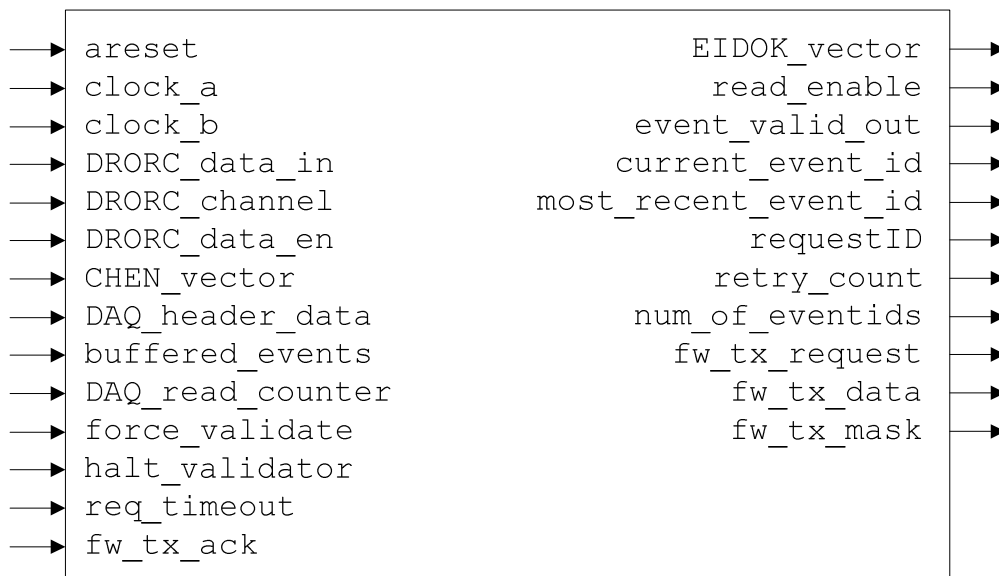 areset
clock_a
clock_b
DRORC_data_in
DRORC_channel
DRORC_data_en
CHEN_vector
DAQ_header_data
buffered_events
DAQ_read_counter
force_validate
halt_validator
req_timeout
fw_tx_ack
EIDOK_vector
read_enable
event_valid_out
current_event_id
most_recent_event_id
requestID
retry_count
num_of_eventids
fw_tx_request
fw_tx_data
fw_tx_mask